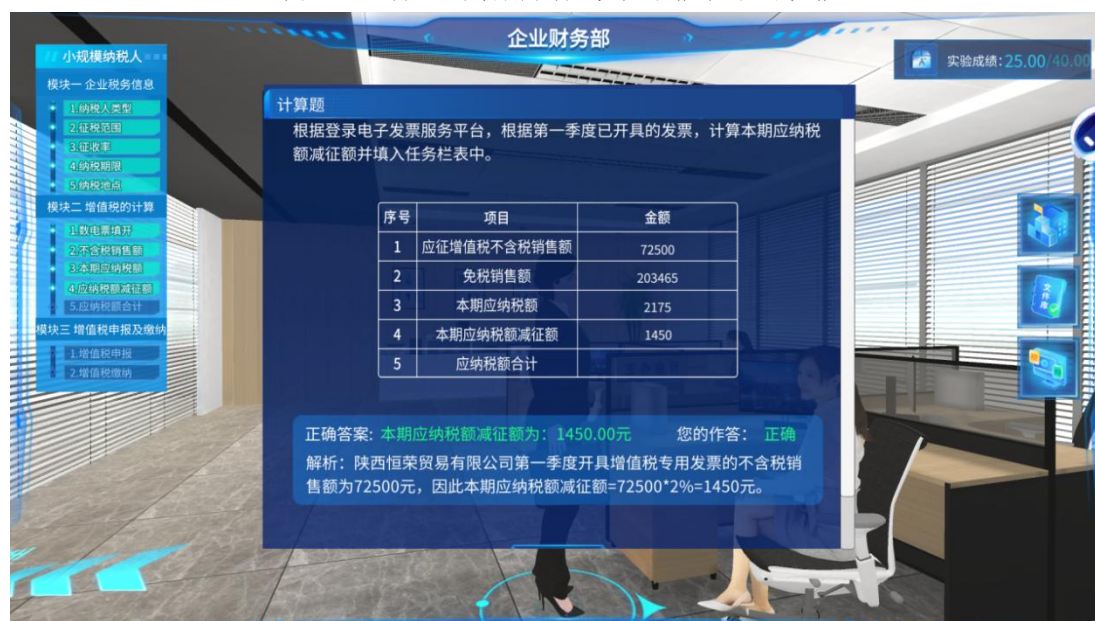 企业财务部
小规模纳税人
实验成绩:25.00/40.00
模块一 企业税务信息
1.纳税人类型
2.征税范围
3.征收率
4.纳税期限
5.纳税地点
模块二 增值税的计算
1.数电票填开
2.不含税销售额
3.本期应纳税额
4.应纳税额减征额
5.应纳税额合计
模块三 增值税申报及缴纳
1.增值税申报
2.增值税缴纳
计算题
根据登录电子发票服务平台，根据第一季度已开具的发票，计算本期应纳税
额减征额并填入任务栏表中。
序号 项目 金额
1 应征增值税不含税销售额 72500
2 免税销售额 203465
3 本期应纳税额 2175
4 本期应纳税额减征额 1450
5 应纳税额合计
正确答案: 本期应纳税额减征额为：1450.00元 您的作答： 正确
解析：陕西恒荣贸易有限公司第一季度开具增值税专用发票的不含税销
售额为72500元，因此本期应纳税额减征额=72500*2%=1450元。
文件库